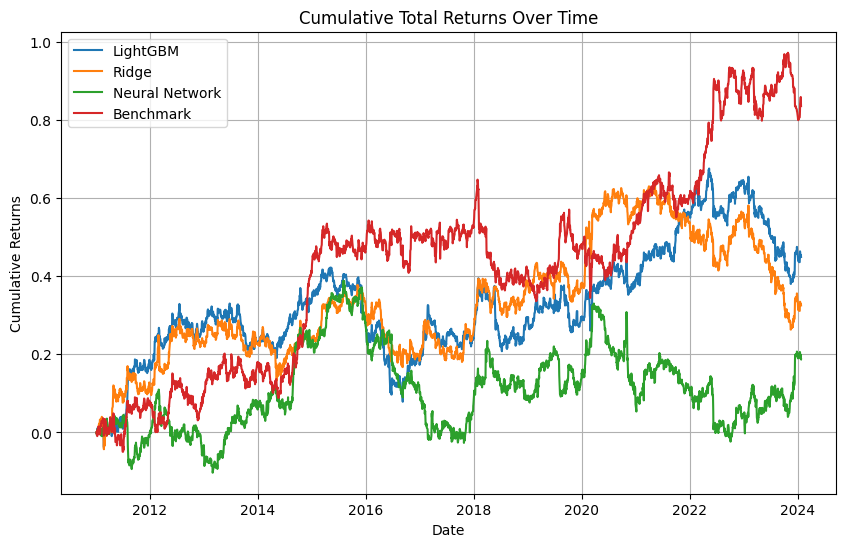 Cumulative Total Returns Over Time
LightGBM
Ridge
Neural Network
Benchmark
Cumulative Returns
1.0
0.8
0.6
0.4
0.2
0.0
2012
2014
2016
2018
2020
2022
2024
Date